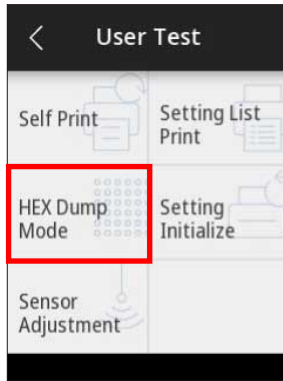 User Test
Self Print
Setting List
Print
HEX Dump
Mode
Setting
Initialize
Sensor
Adjustment